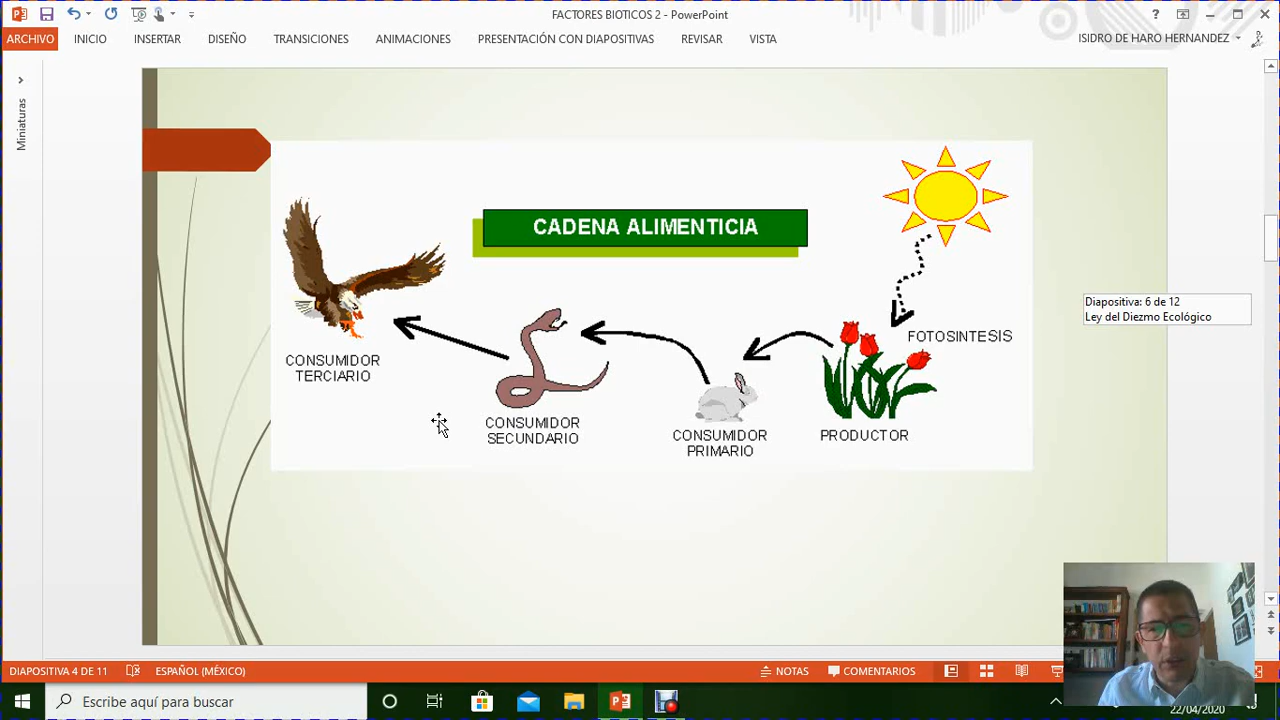 FACTORES BIOTICOS 2 - PowerPoint
?
ARCHIVO
INICIO
INSERTAR
DISEÑO
TRANSICIONES
ANIMACIONES
PRESENTACIÓN CON DIAPOSITIVAS
REVISAR
VISTA
ISIDRO DE HARO HERNANDEZ
Miniaturas
CADENA ALIMENTICIA
Diapositiva: 6 de 12
Ley del Diezmo Ecológico
FOTOSINTESIS
CONSUMIDOR
TERCIARIO
CONSUMIDOR
SECUNDARIO
CONSUMIDOR
PRIMARIO
PRODUCTOR
DIAPOSITIVA 4 DE 11
ESPAÑOL (MÉXICO)
NOTAS
COMENTARIOS
Escribe aquí para buscar
22/04/2020